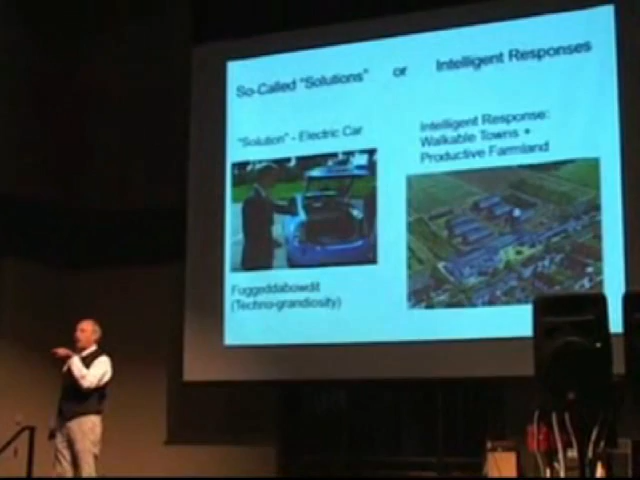 So-Called "Solutions" or Intelligent Responses
"Solution" - Electric Car
Intelligent Response:
Walkable Towns +
Productive Farmland
Fuggeddabowdit
(Techno-grandiosity)